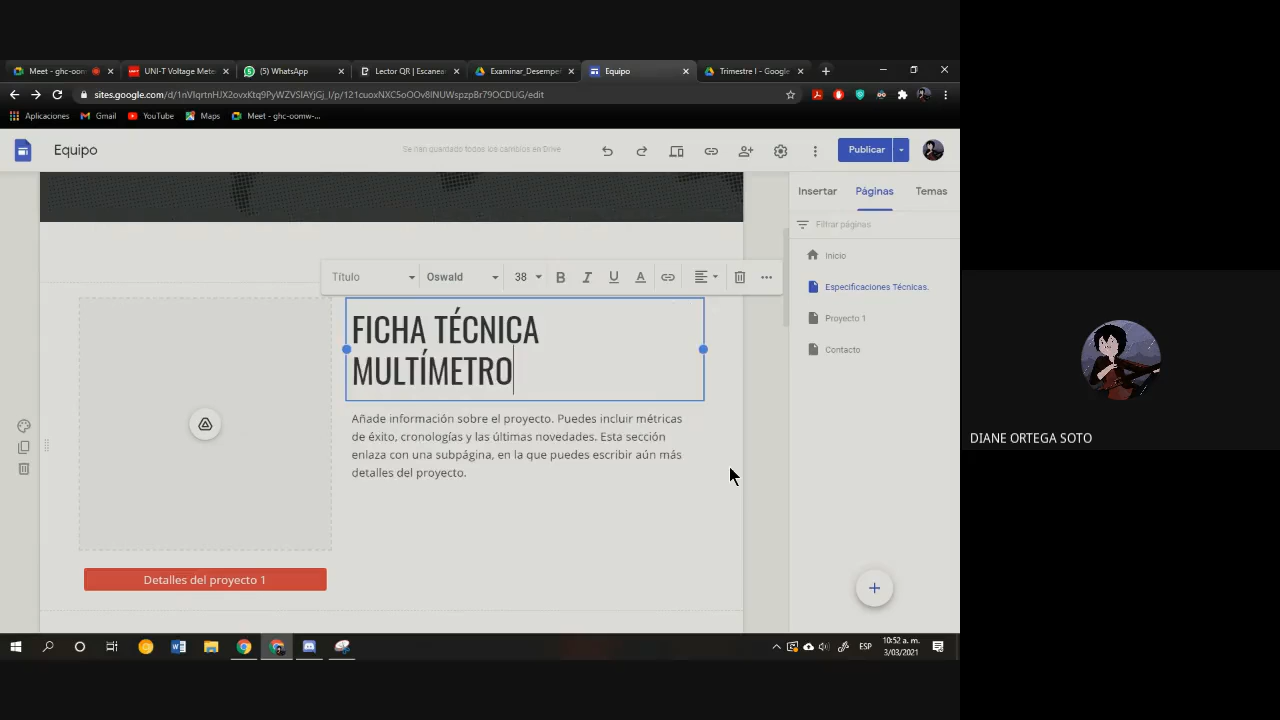 Meet - ghc-oom
UNI-T Voltage Mete
(5) WhatsApp
Lector QR | Escanea
Examinar_Desempe
Equipo
Trimestre I - Google
sites.google.com/d/1nVIqrtnHJX2ovxKtq9PyWZVSIAYjGj_I/p/121cuoxNXC5oOOv8INUWspzpBr79OCDUG/edit
Aplicaciones
Gmail
YouTube
Maps
Meet - ghc-oomw-...
Equipo
Se han guardado todos los cambios en Drive
Publicar
Insertar
Páginas
Temas
Filtrar páginas
Inicio
Especificaciones Técnicas.
Proyecto 1
Contacto
Título
Oswald
38
B
I
U
A
FICHA TÉCNICA
MULTÍMETRO
Añade información sobre el proyecto. Puedes incluir métricas
de éxito, cronologías y las últimas novedades. Esta sección
enlaza con una subpágina, en la que puedes escribir aún más
detalles del proyecto.
Detalles del proyecto 1
DIANE ORTEGA SOTO
ESP
10:52 a. m.
3/03/2021